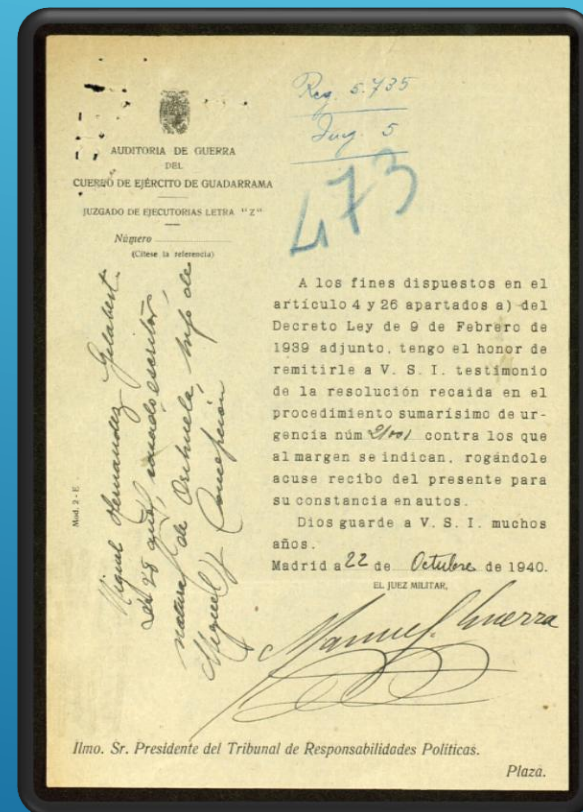 Reg. 5.735
Juzg. 5
473
AUDITORIA DE GUERRA
DEL
CUERPO DE EJÉRCITO DE GUADARRAMA
JUZGADO DE EJECUTORIAS LETRA "Z"
Número
(Cítese la referencia)
Miguel Hernandez Gilabert
de 28 años, casado, escritor
natural de Orihuela, hijo de
Miguel y Concepción
A los fines dispuestos en el
artículo 4 y 26 apartados a) del
Decreto Ley de 9 de Febrero de
1939 adjunto, tengo el honor de
remitirle a V. S. I. testimonio
de la resolución recaida en el
procedimiento sumarísimo de ur-
gencia núm 21001 contra los que
al margen se indican, rogándole
acuse recibo del presente para
su constancia en autos.
Dios guarde a V. S. I. muchos
años.
Madrid a 22 de Octubre de 1940.
EL JUEZ MILITAR,
Manuel Guerra
Mod. 2 - E
Ilmo. Sr. Presidente del Tribunal de Responsabilidades Políticas.
Plaza.